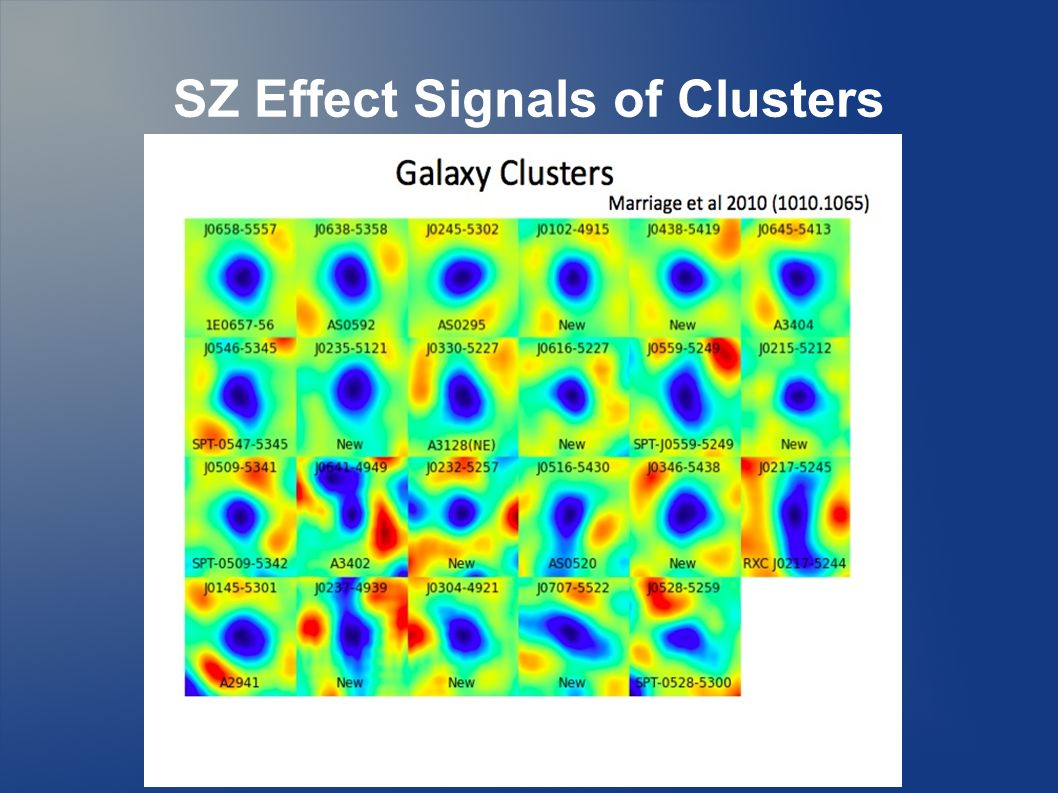 SZ Effect Signals of Clusters
Galaxy Clusters
Marriage et al 2010 (1010.1065)
J0658-5557 J0638-5358 J0245-5302 J0102-4915 J0438-5419 J0645-5413
1E0657-56 AS0592 AS0295 New New A3404
J0546-5345 J0235-5121 J0330-5227 J0616-5227 J0559-5249 J0215-5212
SPT-0547-5345 New A3128(NE) New SPT-J0559-5249 New
J0509-5341 J0641-4949 J0232-5257 J0516-5430 J0346-5438 J0217-5245
SPT-0509-5342 A3402 New AS0520 New RXC J0217-5244
J0145-5301 J0237-4939 J0304-4921 J0707-5522 J0528-5259
A2941 New New New SPT-0528-5300